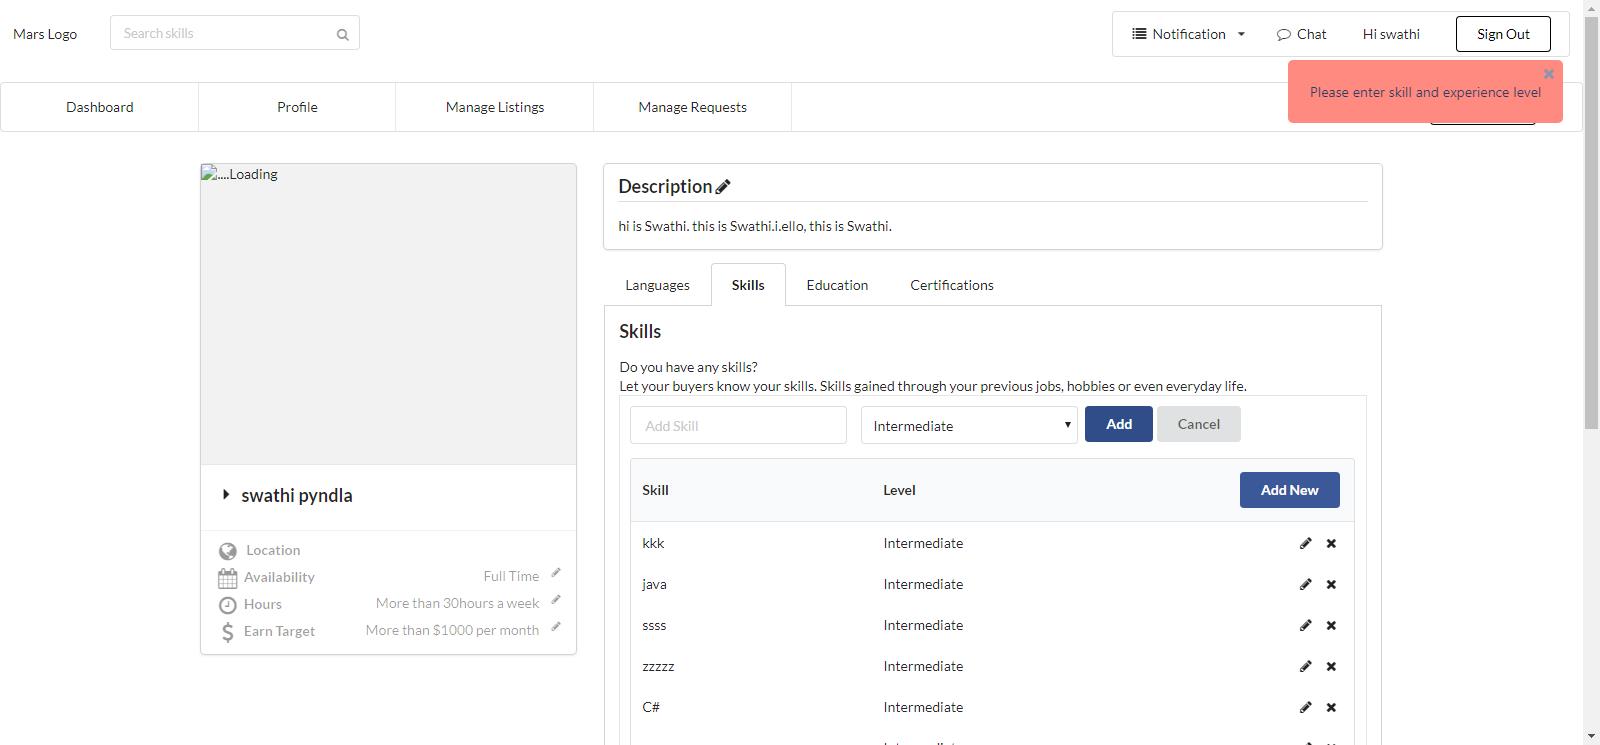 Mars Logo
Search skills
Notification
Chat
Hi swathi
Sign Out
Please enter skill and experience level
Dashboard
Profile
Manage Listings
Manage Requests
....Loading
swathi pyndla
Location
Availability
Full Time
Hours
More than 30hours a week
Earn Target
More than $1000 per month
Description
hi is Swathi. this is Swathi.i.ello, this is Swathi.
Languages
Skills
Education
Certifications
Skills
Do you have any skills?
Let your buyers know your skills. Skills gained through your previous jobs, hobbies or even everyday life.
Add Skill
Intermediate
Add
Cancel
Skill
Level
Add New
kkk
Intermediate
java
Intermediate
ssss
Intermediate
zzzzz
Intermediate
C#
Intermediate